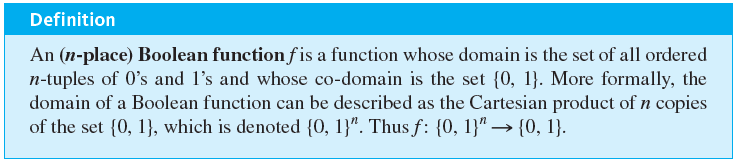 Definition
An (n-place) Boolean function f is a function whose domain is the set of all ordered
n-tuples of 0’s and 1’s and whose co-domain is the set {0, 1}. More formally, the
domain of a Boolean function can be described as the Cartesian product of n copies
of the set {0, 1}, which is denoted {0, 1}ⁿ. Thus f: {0, 1}ⁿ → {0, 1}.